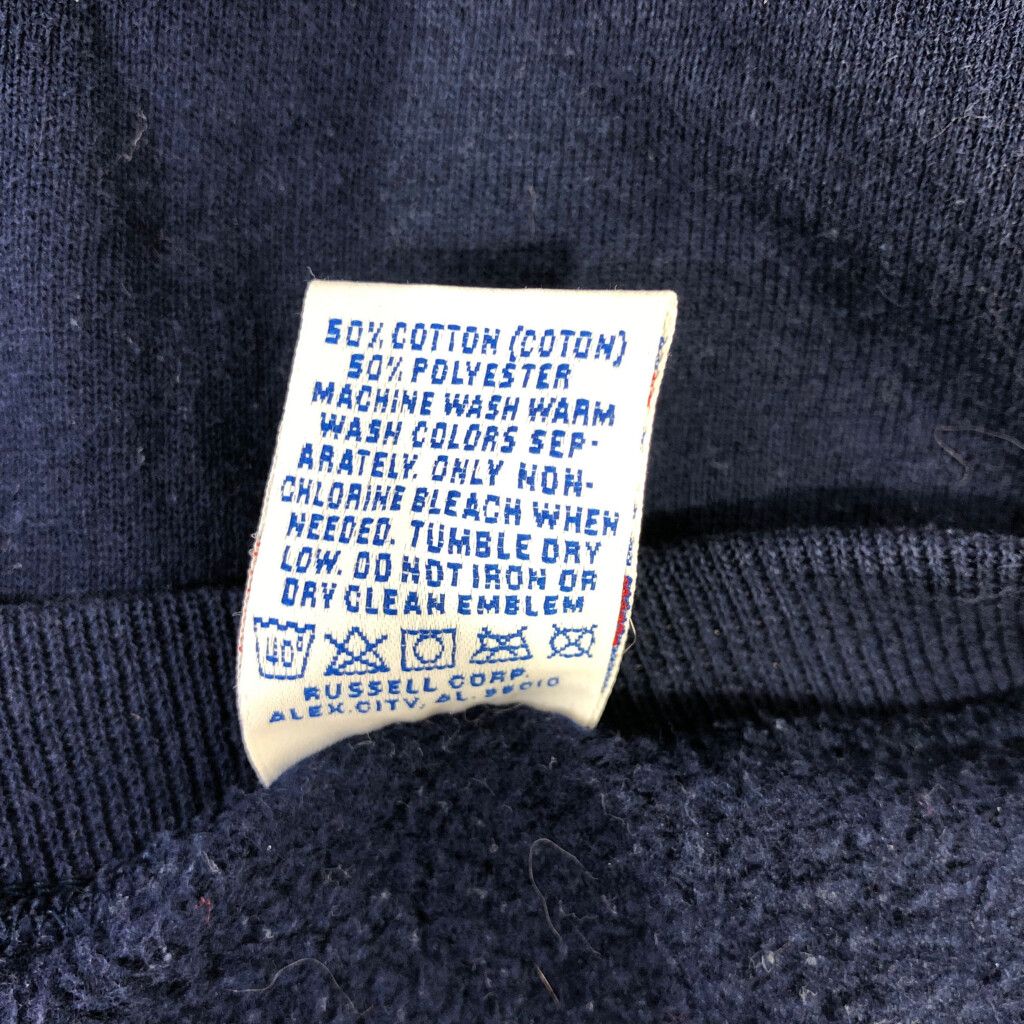 50% COTTON (COTON)
50% POLYESTER
MACHINE WASH WARM
WASH COLORS SEP-
ARATELY. ONLY NON-
CHLORINE BLEACH WHEN
NEEDED. TUMBLE DRY
LOW. DO NOT IRON OR
DRY CLEAN EMBLEM
40
RUSSELL CORP.
ALEX.CITY, AL. 35010